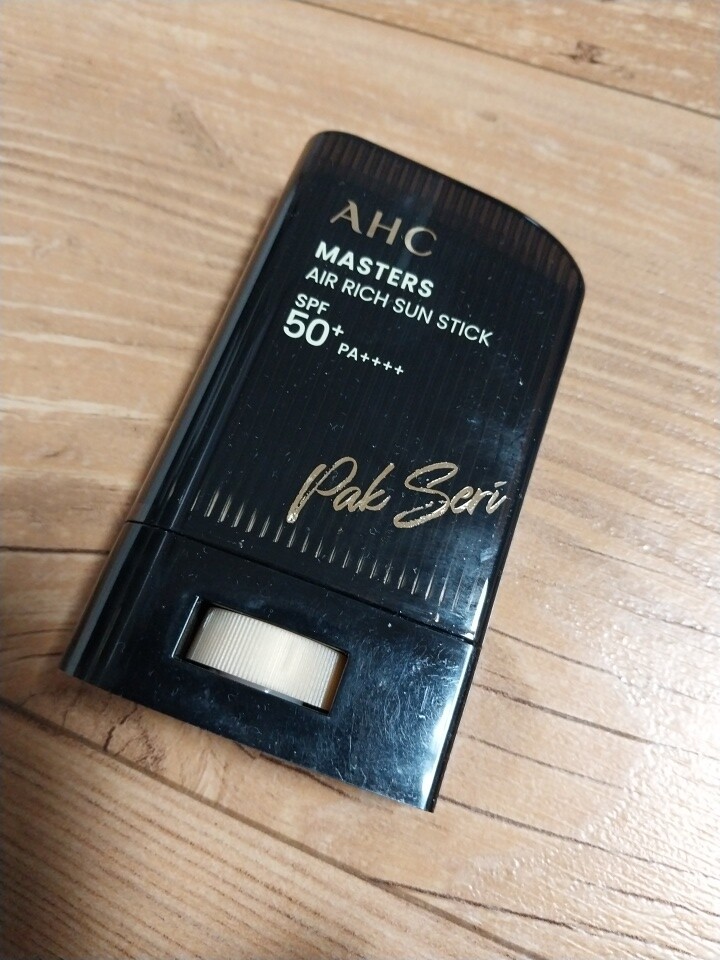 AHC
MASTERS
AIR RICH SUN STICK
SPF
50+ PA++++
Pak Seri